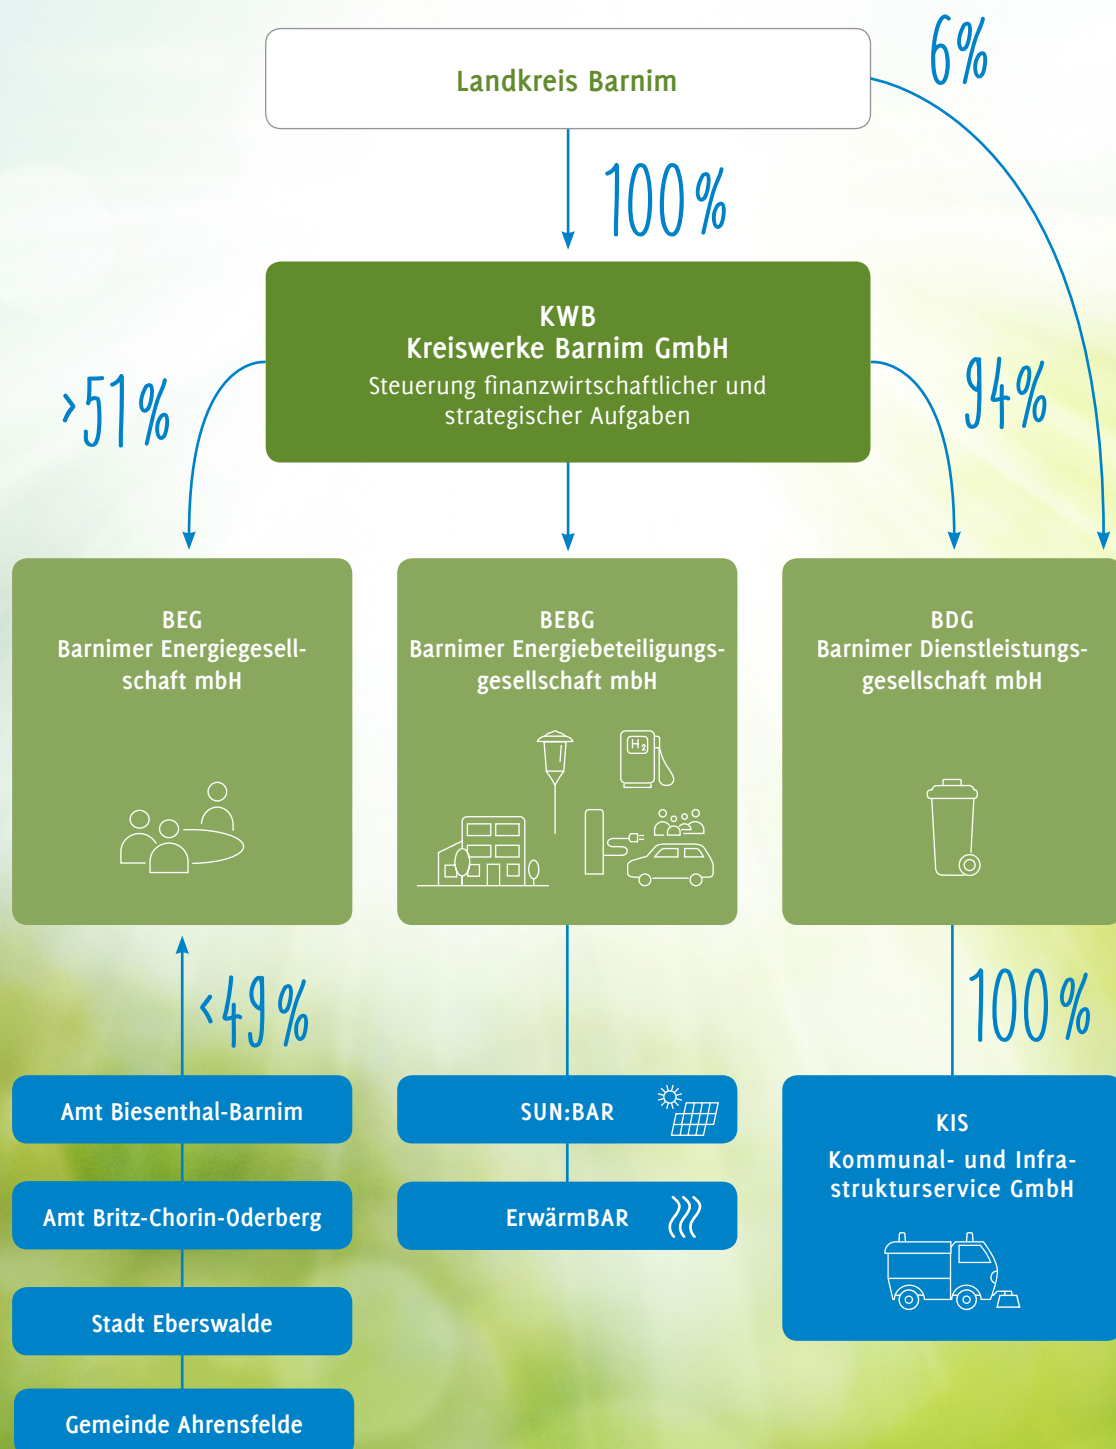 6%
Landkreis Barnim
100%
KWB
Kreiswerke Barnim GmbH
Steuerung finanzwirtschaftlicher und
strategischer Aufgaben
>51%
94%
BEG
Barnimer Energiegesell-
schaft mbH
BEBG
Barnimer Energiebeteiligungs-
gesellschaft mbH
H2
BDG
Barnimer Dienstleistungs-
gesellschaft mbH
<49%
100%
Amt Biesenthal-Barnim
Amt Britz-Chorin-Oderberg
Stadt Eberswalde
Gemeinde Ahrensfelde
SUN:BAR
ErwärmBAR
KIS
Kommunal- und Infra-
strukturservice GmbH